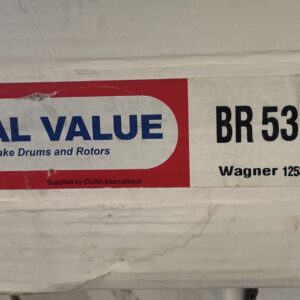 AL VALUE
ake Drums and Rotors
Supplied by DURA International
BR 53
Wagner 125